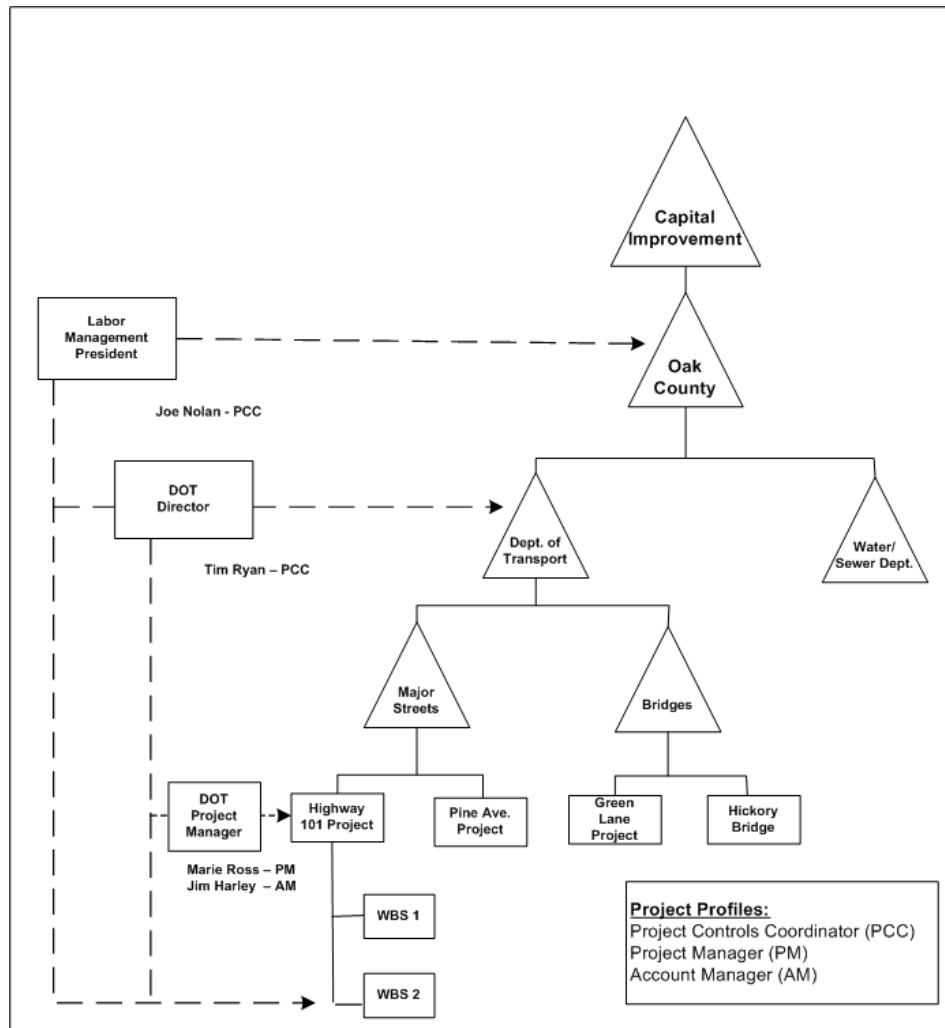 Capital
Improvement
Labor
Management
President
Oak
County
Joe Nolan - PCC
DOT
Director
Dept. of
Transport
Water/
Sewer Dept.
Tim Ryan – PCC
Major
Streets
Bridges
DOT
Project
Manager
Highway
101 Project
Pine Ave.
Project
Green
Lane
Project
Hickory
Bridge
Marie Ross – PM
Jim Harley – AM
WBS 1
WBS 2
Project Profiles:
Project Controls Coordinator (PCC)
Project Manager (PM)
Account Manager (AM)